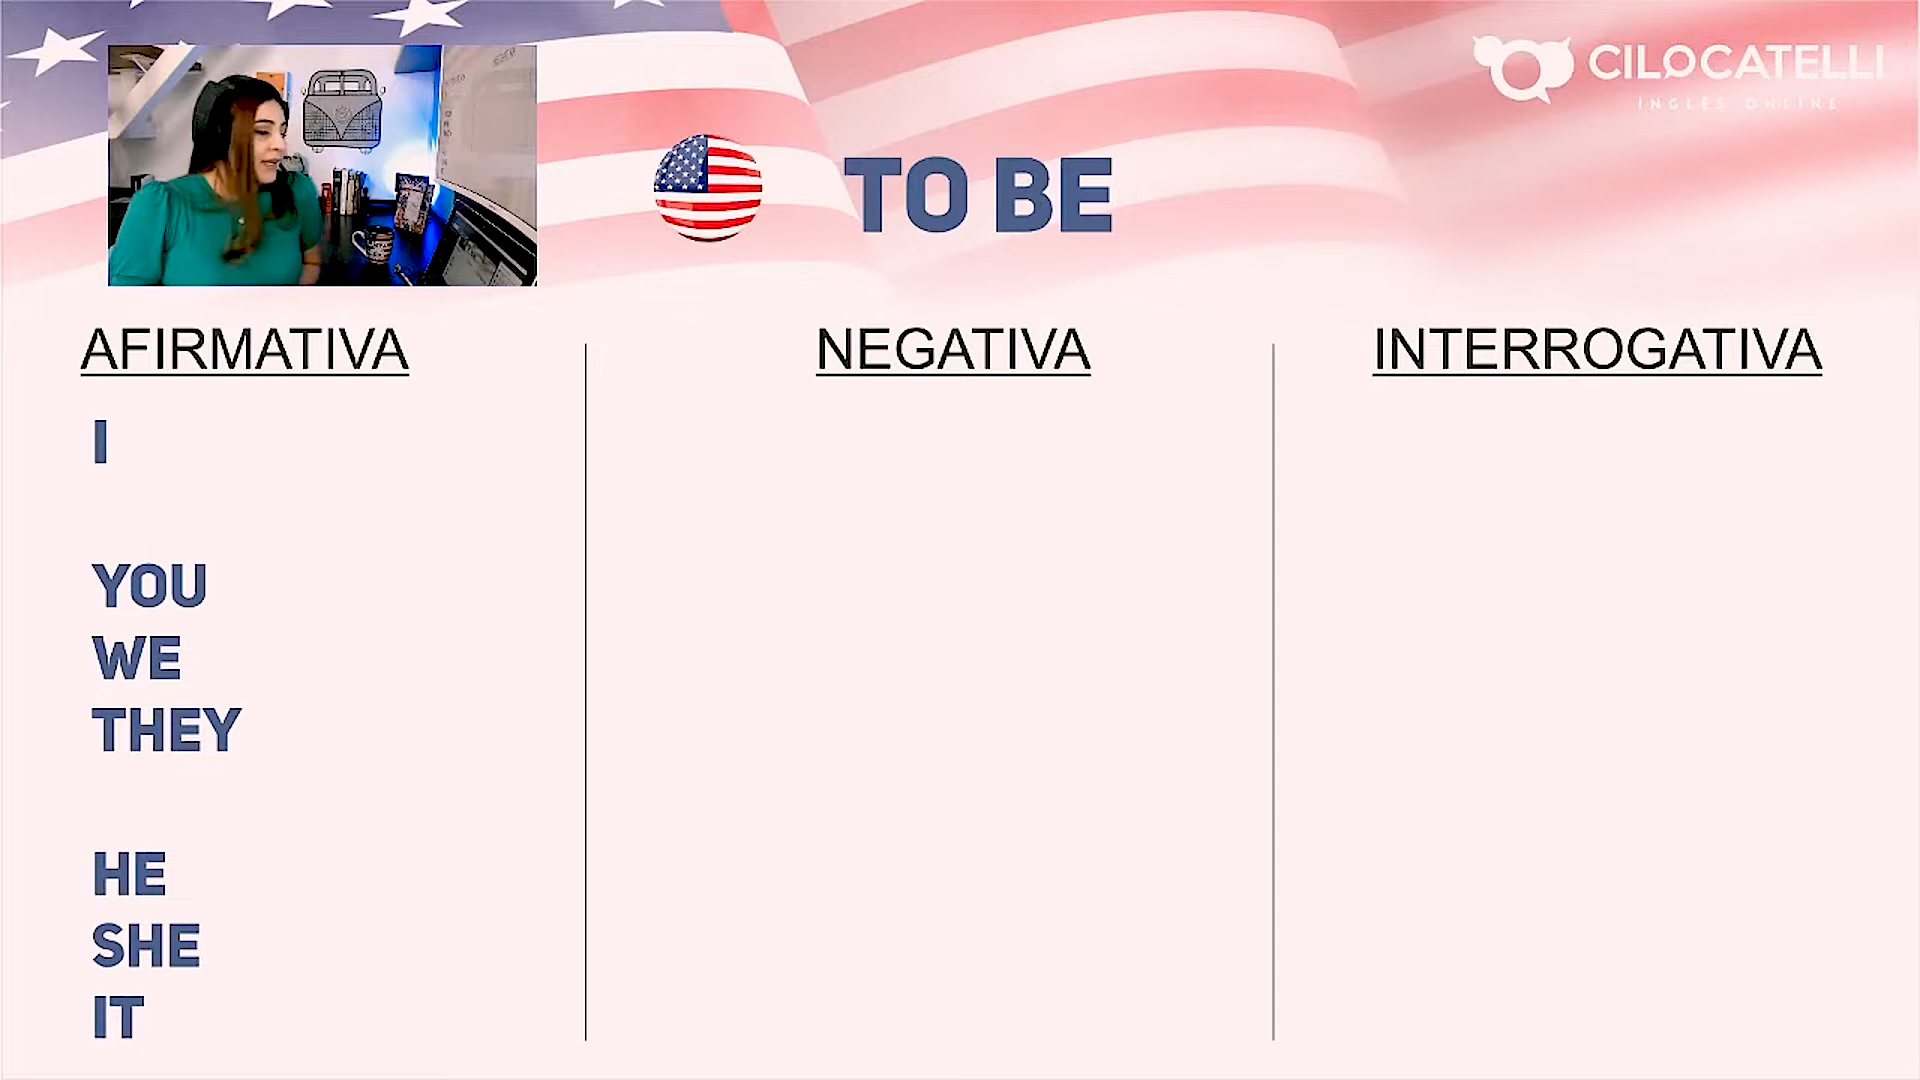 CILOCATELLI
INGLÊS ONLINE
TO BE
AFIRMATIVA
NEGATIVA
INTERROGATIVA
I
YOU
WE
THEY
HE
SHE
IT